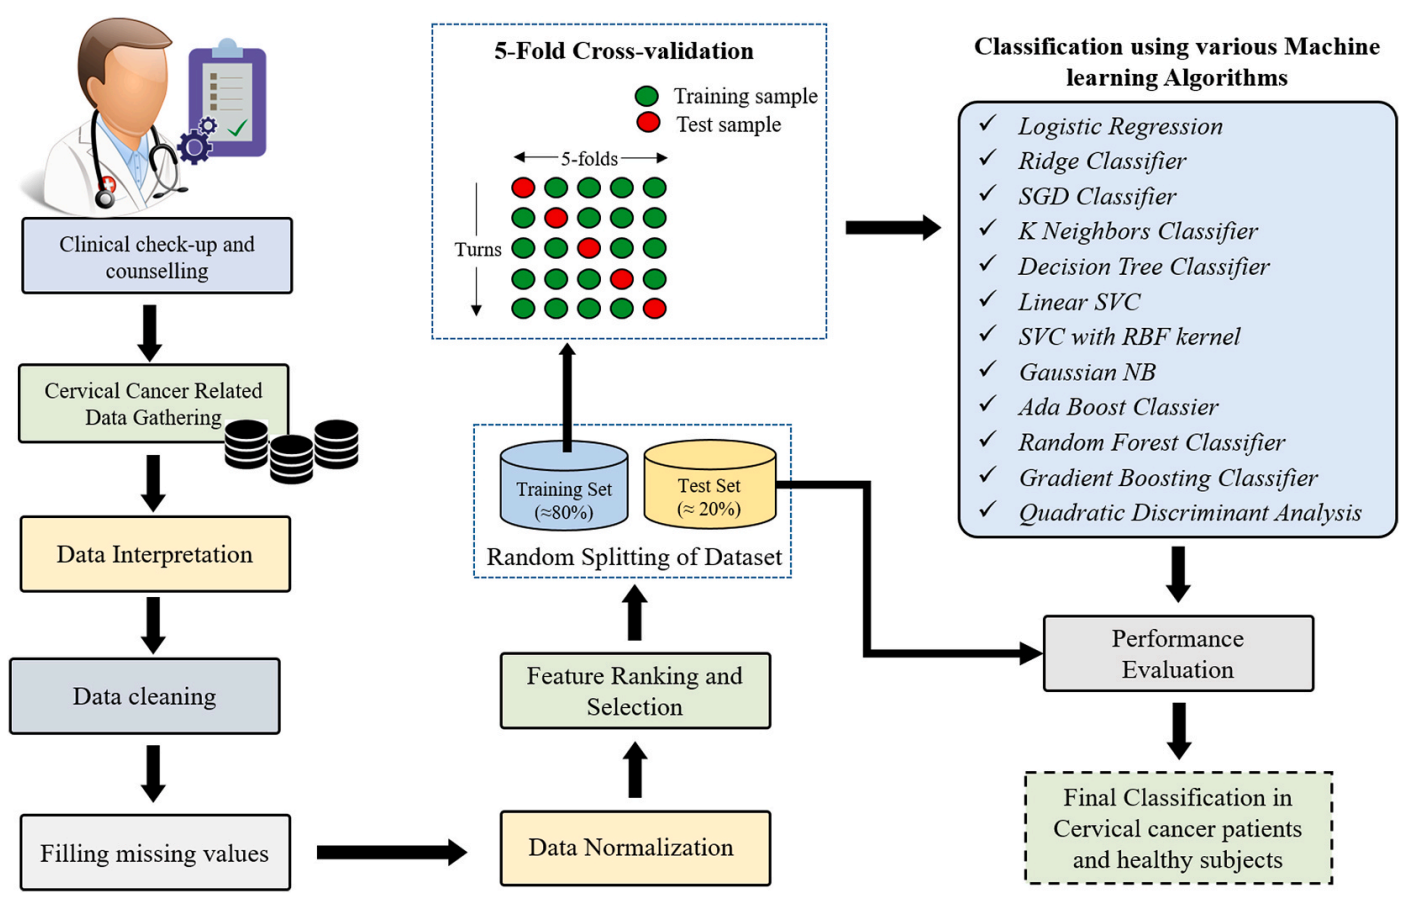 Clinical check-up and
counselling
Cervical Cancer Related
Data Gathering
Data Interpretation
Data cleaning
Filling missing values
Data Normalization
Feature Ranking and
Selection
Training Set
(≈80%)
Test Set
(≈ 20%)
Random Splitting of Dataset
5-Fold Cross-validation
Training sample
Test sample
5-folds
Turns
Classification using various Machine
learning Algorithms
✓ Logistic Regression
✓ Ridge Classifier
✓ SGD Classifier
✓ K Neighbors Classifier
✓ Decision Tree Classifier
✓ Linear SVC
✓ SVC with RBF kernel
✓ Gaussian NB
✓ Ada Boost Classier
✓ Random Forest Classifier
✓ Gradient Boosting Classifier
✓ Quadratic Discriminant Analysis
Performance
Evaluation
Final Classification in
Cervical cancer patients
and healthy subjects